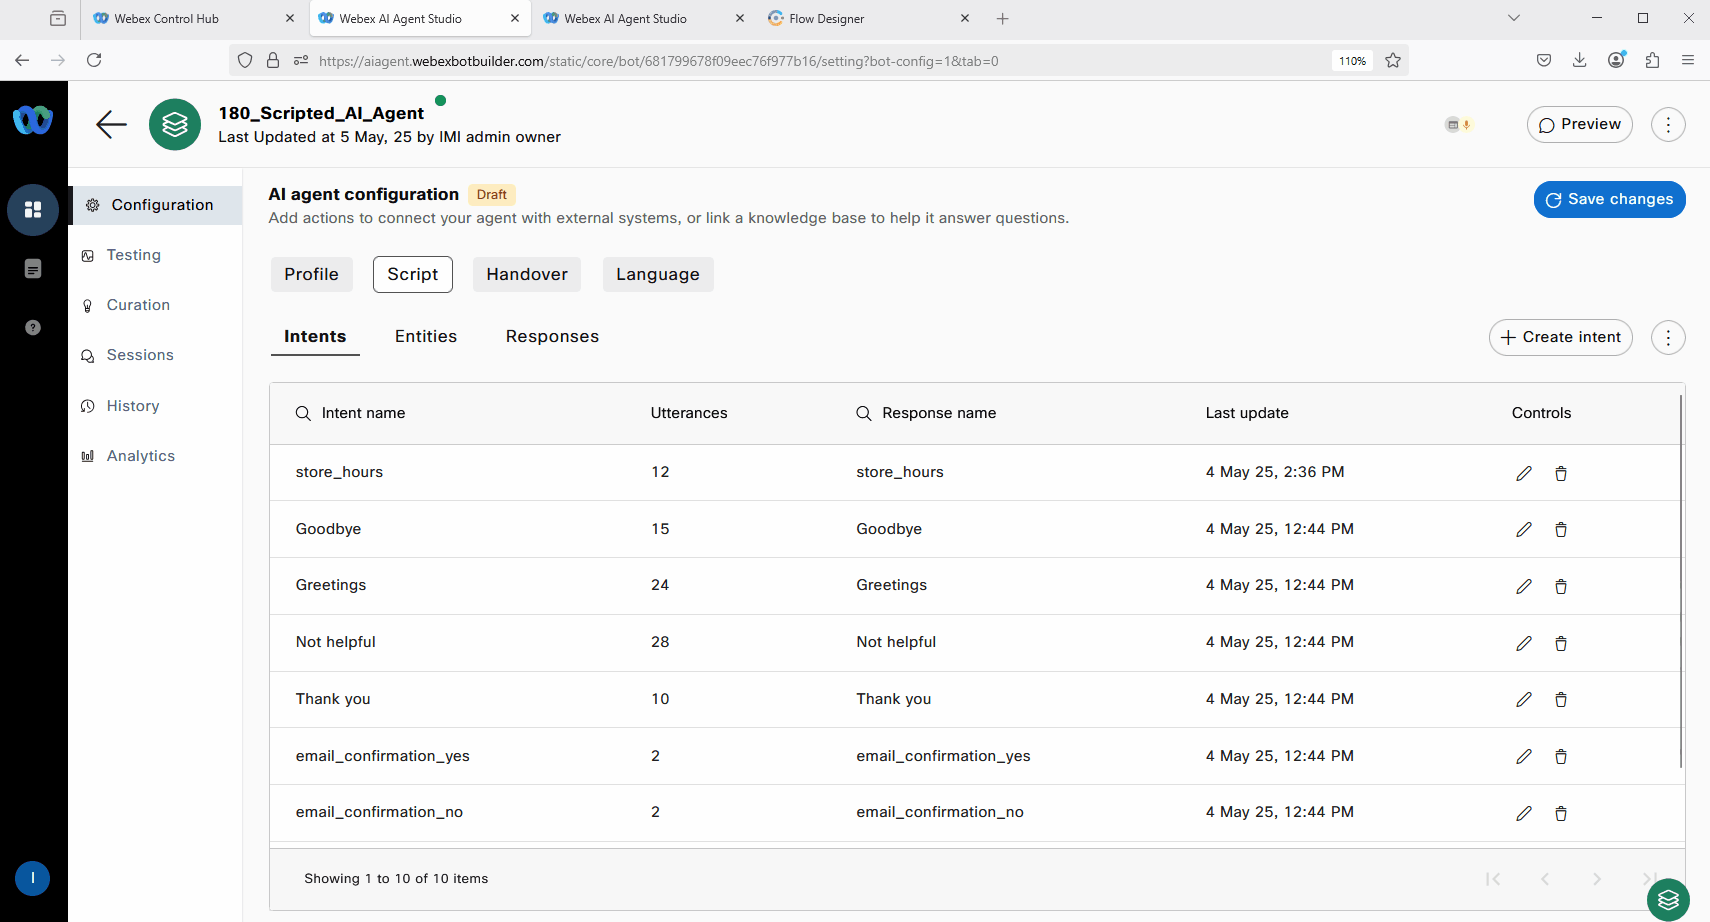 Webex Control Hub
Webex AI Agent Studio
Webex AI Agent Studio
Flow Designer
https://aiagent.webexbotbuilder.com/static/core/bot/681799678f09eec76f977b16/setting?bot-config=1&tab=0
110%
180_Scripted_AI_Agent
Last Updated at 5 May, 25 by IMI admin owner
Preview
Configuration
Testing
Curation
Sessions
History
Analytics
I
AI agent configuration Draft
Add actions to connect your agent with external systems, or link a knowledge base to help it answer questions.
Save changes
Profile Script Handover Language
Intents Entities Responses
Create intent
Intent name Utterances Response name Last update Controls
store_hours 12 store_hours 4 May 25, 2:36 PM
Goodbye 15 Goodbye 4 May 25, 12:44 PM
Greetings 24 Greetings 4 May 25, 12:44 PM
Not helpful 28 Not helpful 4 May 25, 12:44 PM
Thank you 10 Thank you 4 May 25, 12:44 PM
email_confirmation_yes 2 email_confirmation_yes 4 May 25, 12:44 PM
email_confirmation_no 2 email_confirmation_no 4 May 25, 12:44 PM
Showing 1 to 10 of 10 items